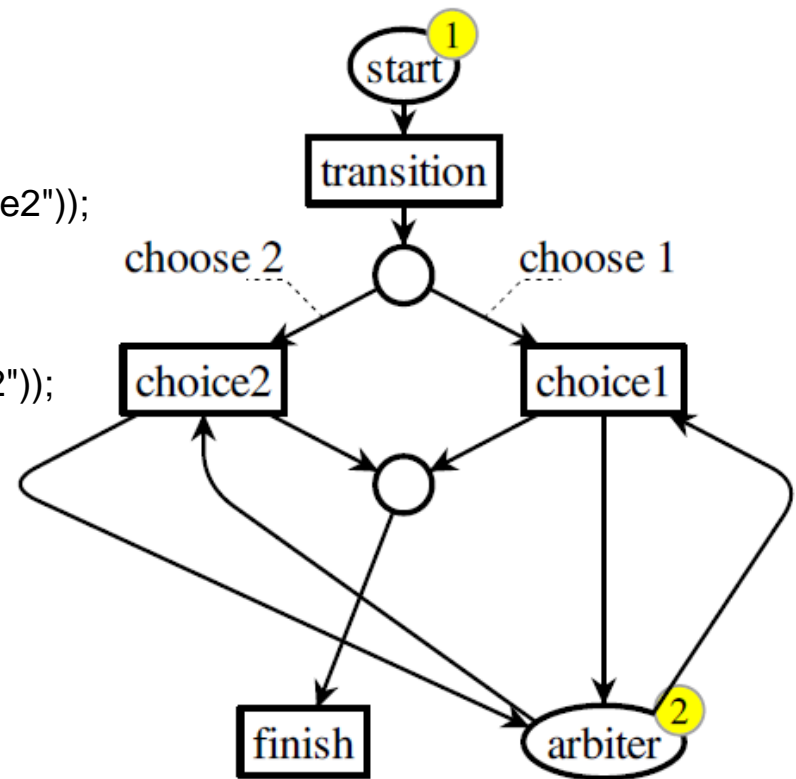 1
start
transition
e2"));
choose 2 choose 1
2"));
choice2 choice1
2
finish arbiter